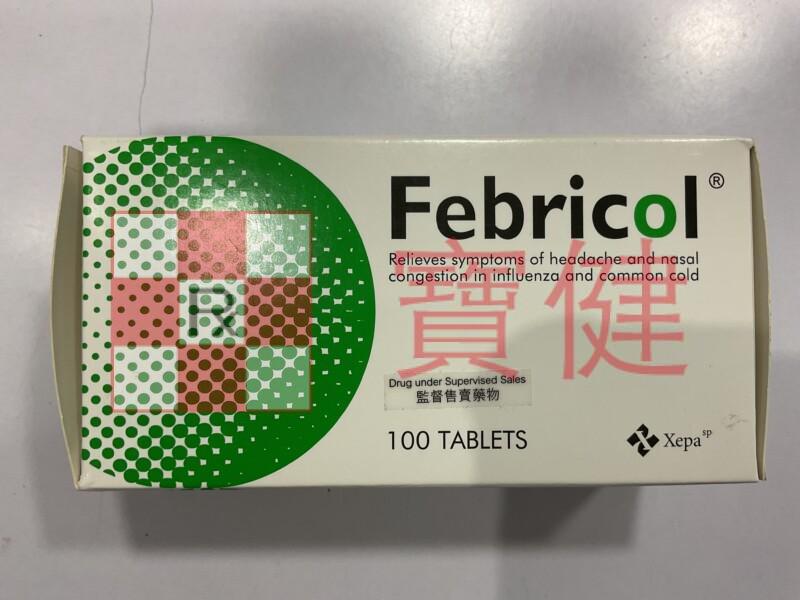 Febricol®
Relieves symptoms of headache and nasal
congestion in influenza and common cold
寶健
Rx
Drug under Supervised Sales
監督售賣藥物
100 TABLETS
Xepa sp